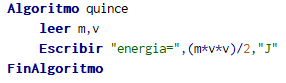 Algoritmo quince
leer m,v
Escribir "energia=",(m*v*v)/2,"J"
FinAlgoritmo